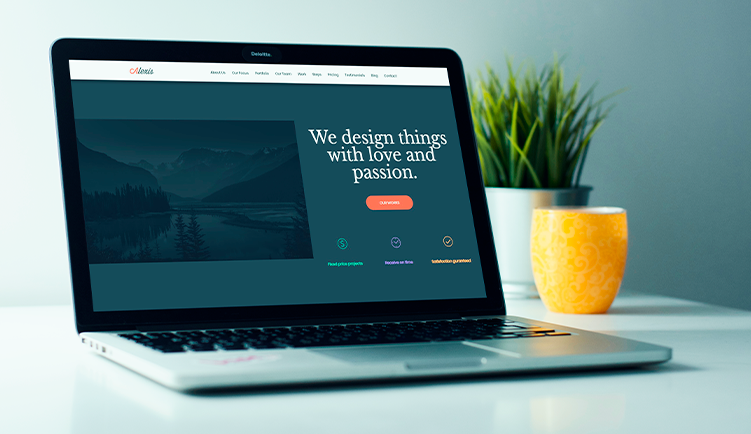 Deloitte.
Alexis
About Us Our Focus Portfolio Our Team Work Ways Pricing Testimonials Blog Contact
We design things
with love and
passion.
OUR WORKS
Fixed price projects Receive on time Satisfaction guranteed